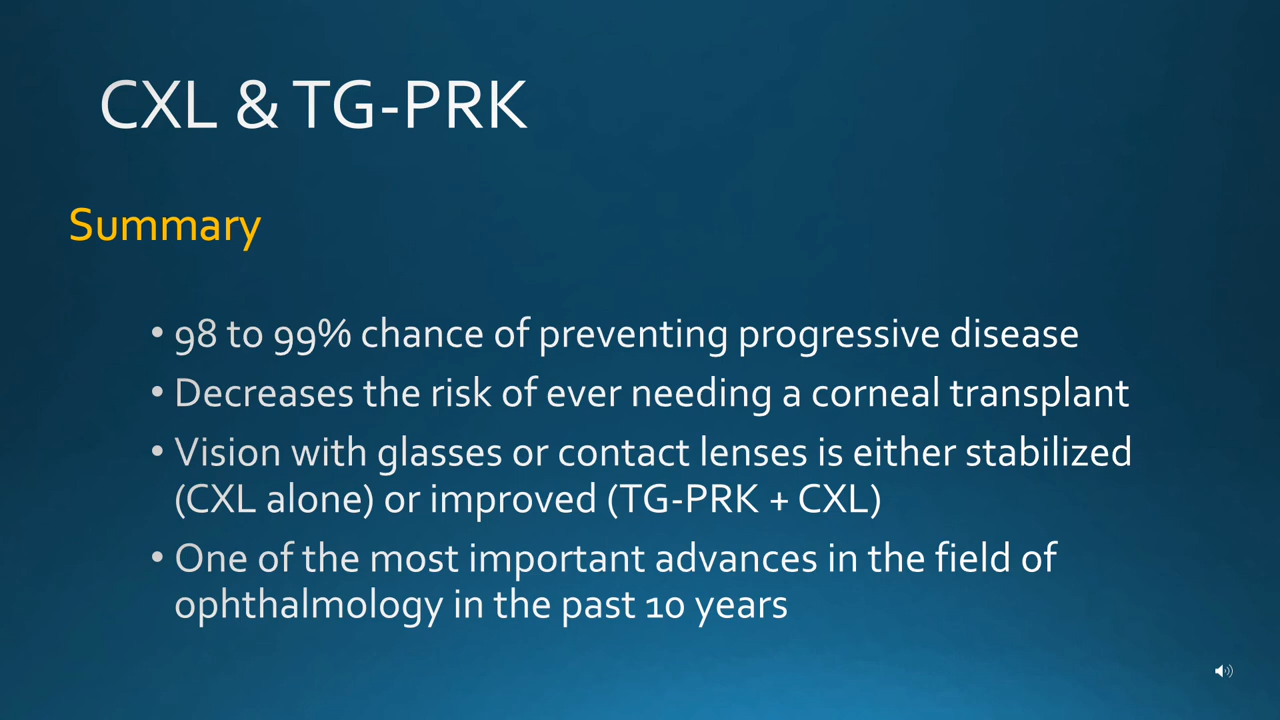 CXL & TG-PRK
Summary
• 98 to 99% chance of preventing progressive disease
• Decreases the risk of ever needing a corneal transplant
• Vision with glasses or contact lenses is either stabilized
(CXL alone) or improved (TG-PRK + CXL)
• One of the most important advances in the field of
ophthalmology in the past 10 years